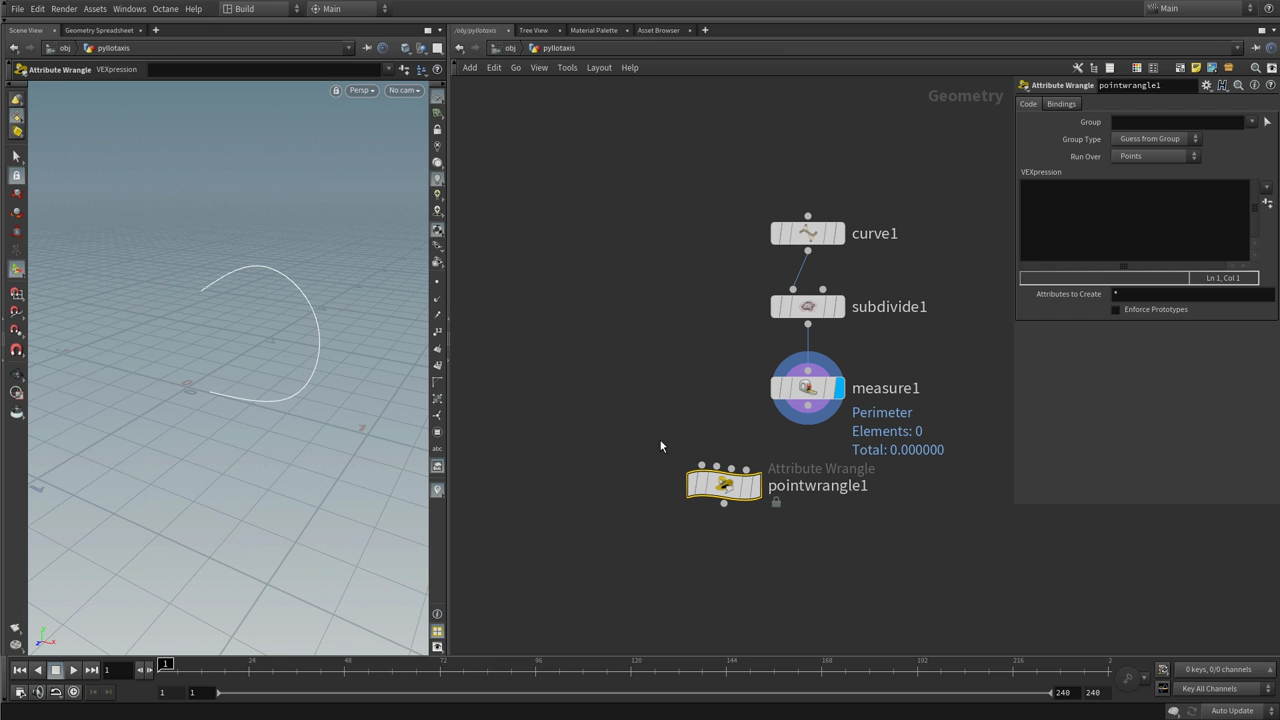 File Edit Render Assets Windows Octane Help Build Main Main
Scene View Geometry Spreadsheet
obj pyllotaxis
Attribute Wrangle VEXpression
Persp No cam
abc
/obj/pyllotaxis Tree View Material Palette Asset Browser
obj pyllotaxis
Add Edit Go View Tools Layout Help
Geometry
curve1
subdivide1
measure1
Perimeter
Elements: 0
Total: 0.000000
Attribute Wrangle
pointwrangle1
Attribute Wrangle pointwrangle1
Code Bindings
Group
Group Type Guess from Group
Run Over Points
VEXpression
Ln 1, Col 1
Attributes to Create *
Enforce Prototypes
1 1 24 48 72 96 120 144 168 192 216 2
1 1 240 240
0 keys, 0/0 channels
Key All Channels
Auto Update